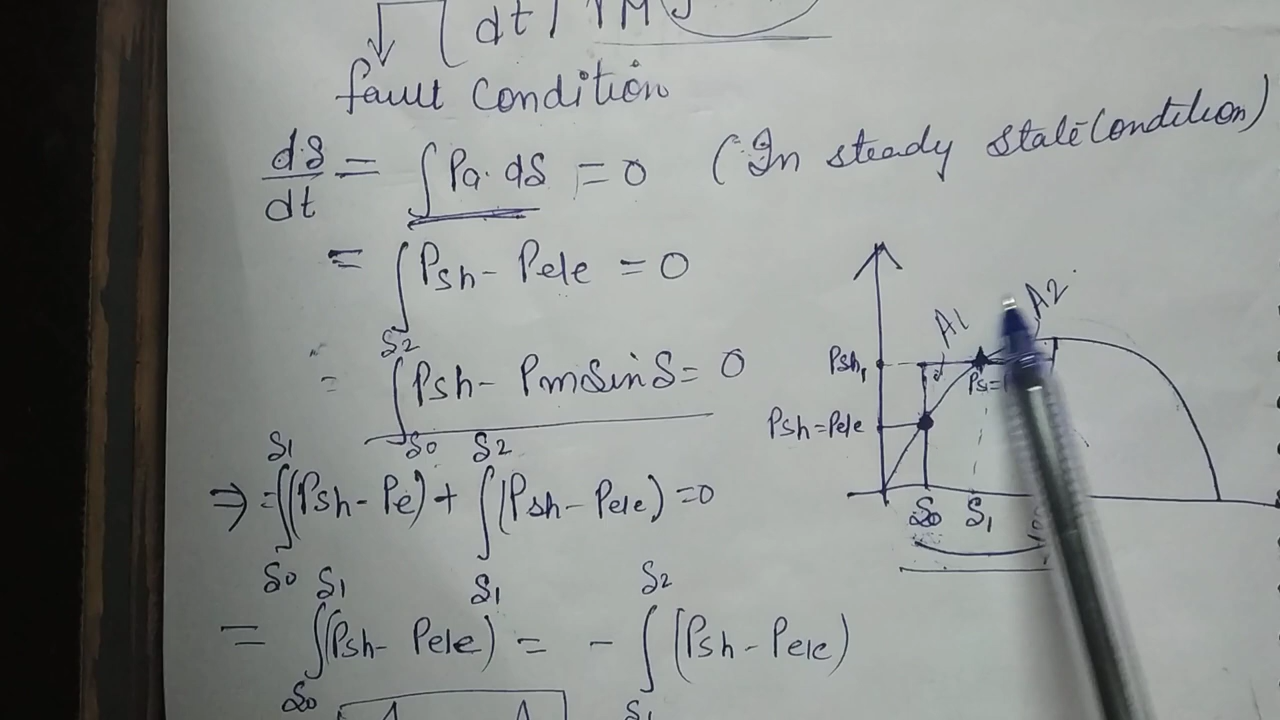 dt
fault Condition
dδ/dt = ∫Pa·dδ = 0 (In steady state Condition)
= ∫Psh - Pele = 0
= ∫_{δ0}^{δ2} Psh - Pm Sin δ = 0
⇒ = ∫_{δ0}^{δ1} (Psh - Pe) + ∫_{δ1}^{δ2} (Psh - Pele) = 0
= ∫_{δ0}^{δ1} (Psh - Pele) = - ∫_{δ1}^{δ2} (Psh - Pele)
A1 A2
Psh1
Psh = Pele
δ0 δ1